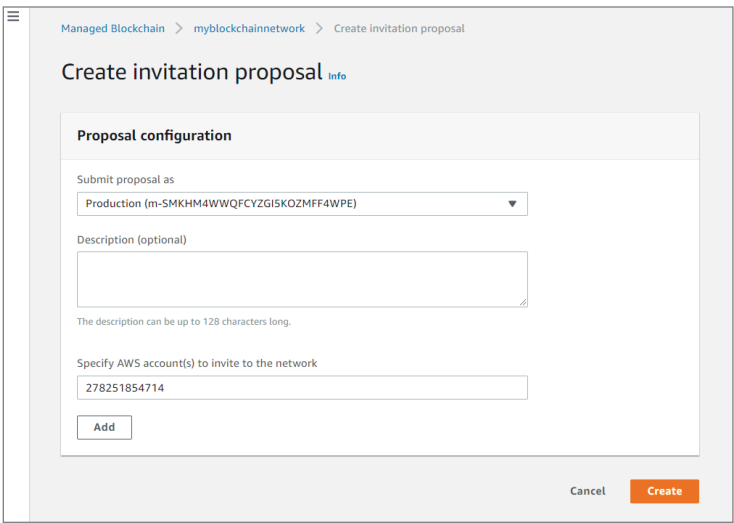 Managed Blockchain > myblockchainnetwork > Create invitation proposal
Create invitation proposal Info
Proposal configuration
Submit proposal as
Production (m-SMKHM4WWQFCYZGI5KOZMFF4WPE)
Description (optional)
The description can be up to 128 characters long.
Specify AWS account(s) to invite to the network
278251854714
Add
Cancel Create